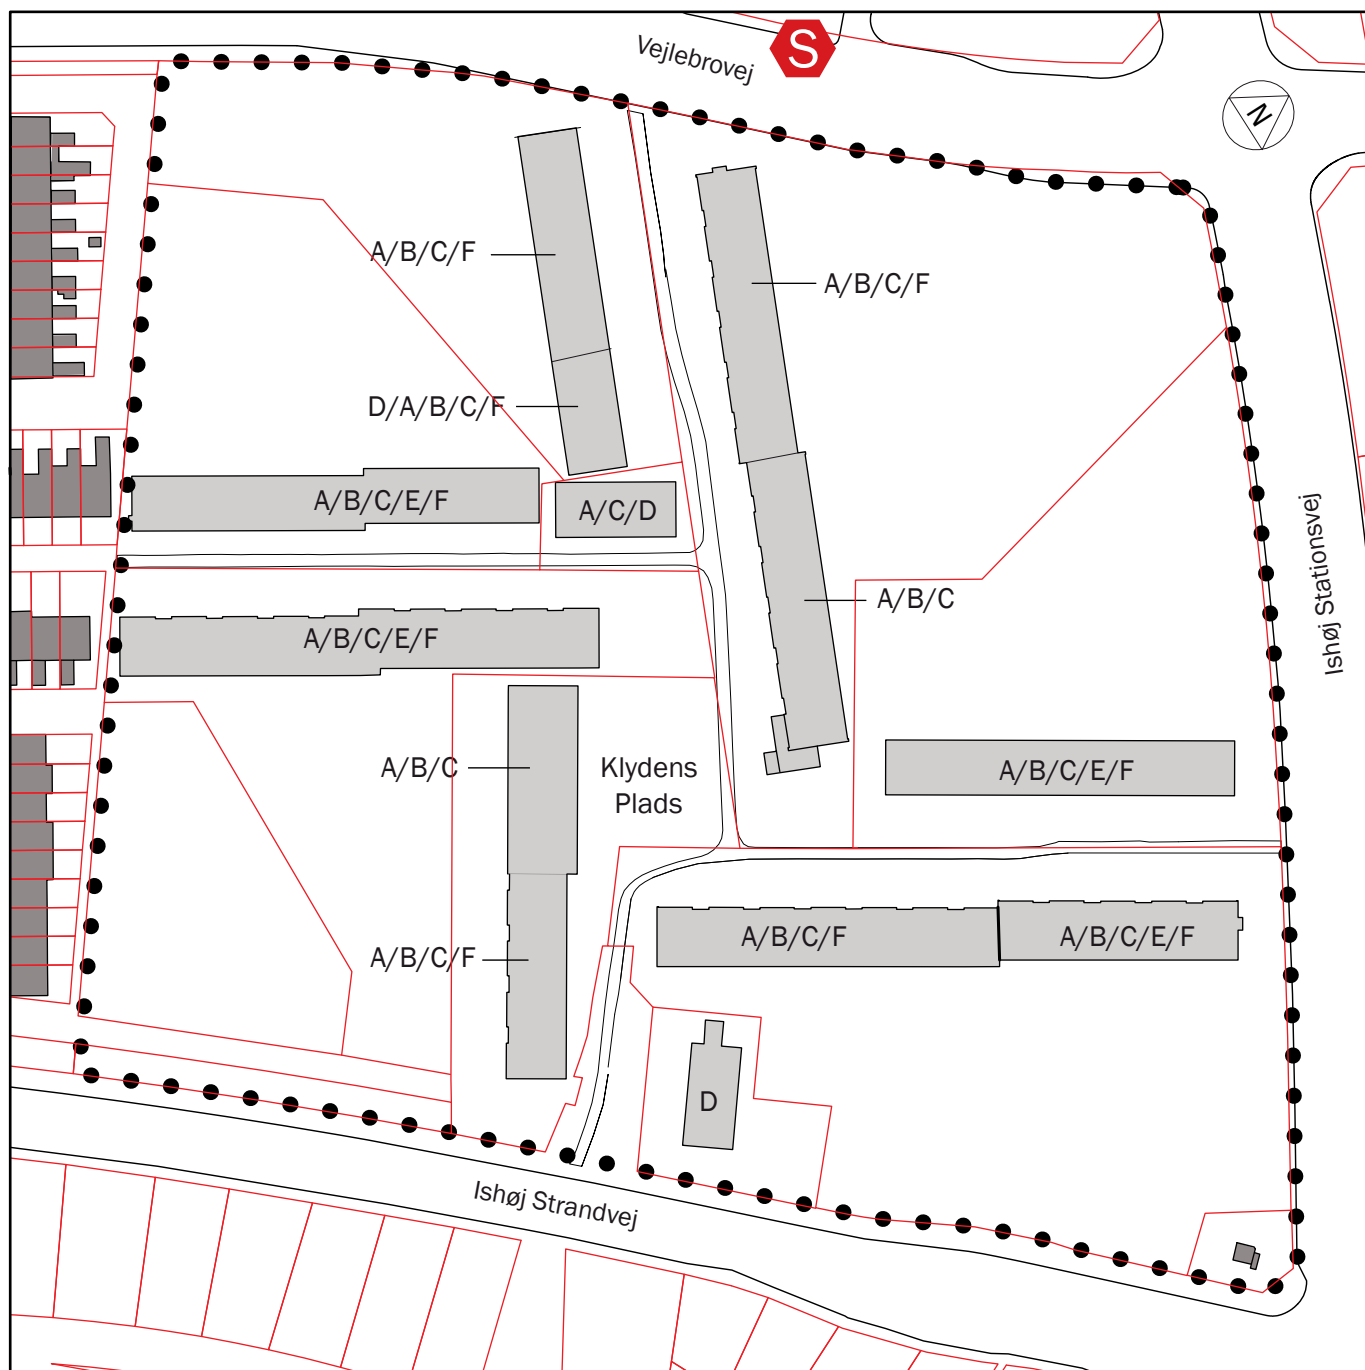 Vejlebrovej
S
N
A/B/C/F
A/B/C/F
D/A/B/C/F
A/B/C/E/F
A/C/D
Ishøj Stationsvej
A/B/C
A/B/C/E/F
A/B/C
Klydens
Plads
A/B/C/E/F
A/B/C/F
A/B/C/F
A/B/C/E/F
D
Ishøj Strandvej